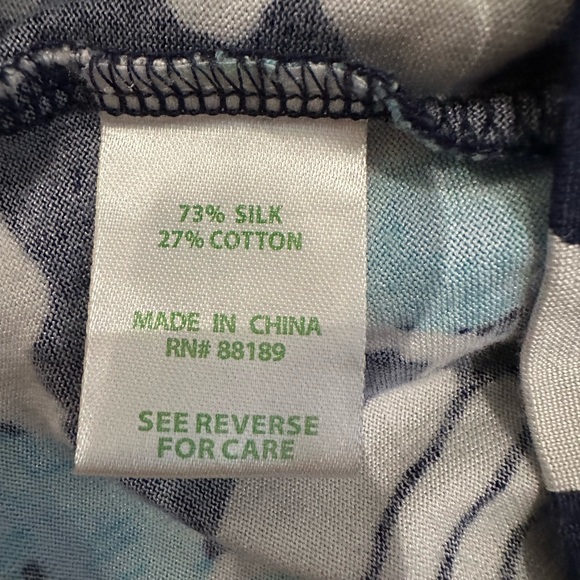 73% SILK
27% COTTON
MADE IN CHINA
RN# 88189
SEE REVERSE
FOR CARE